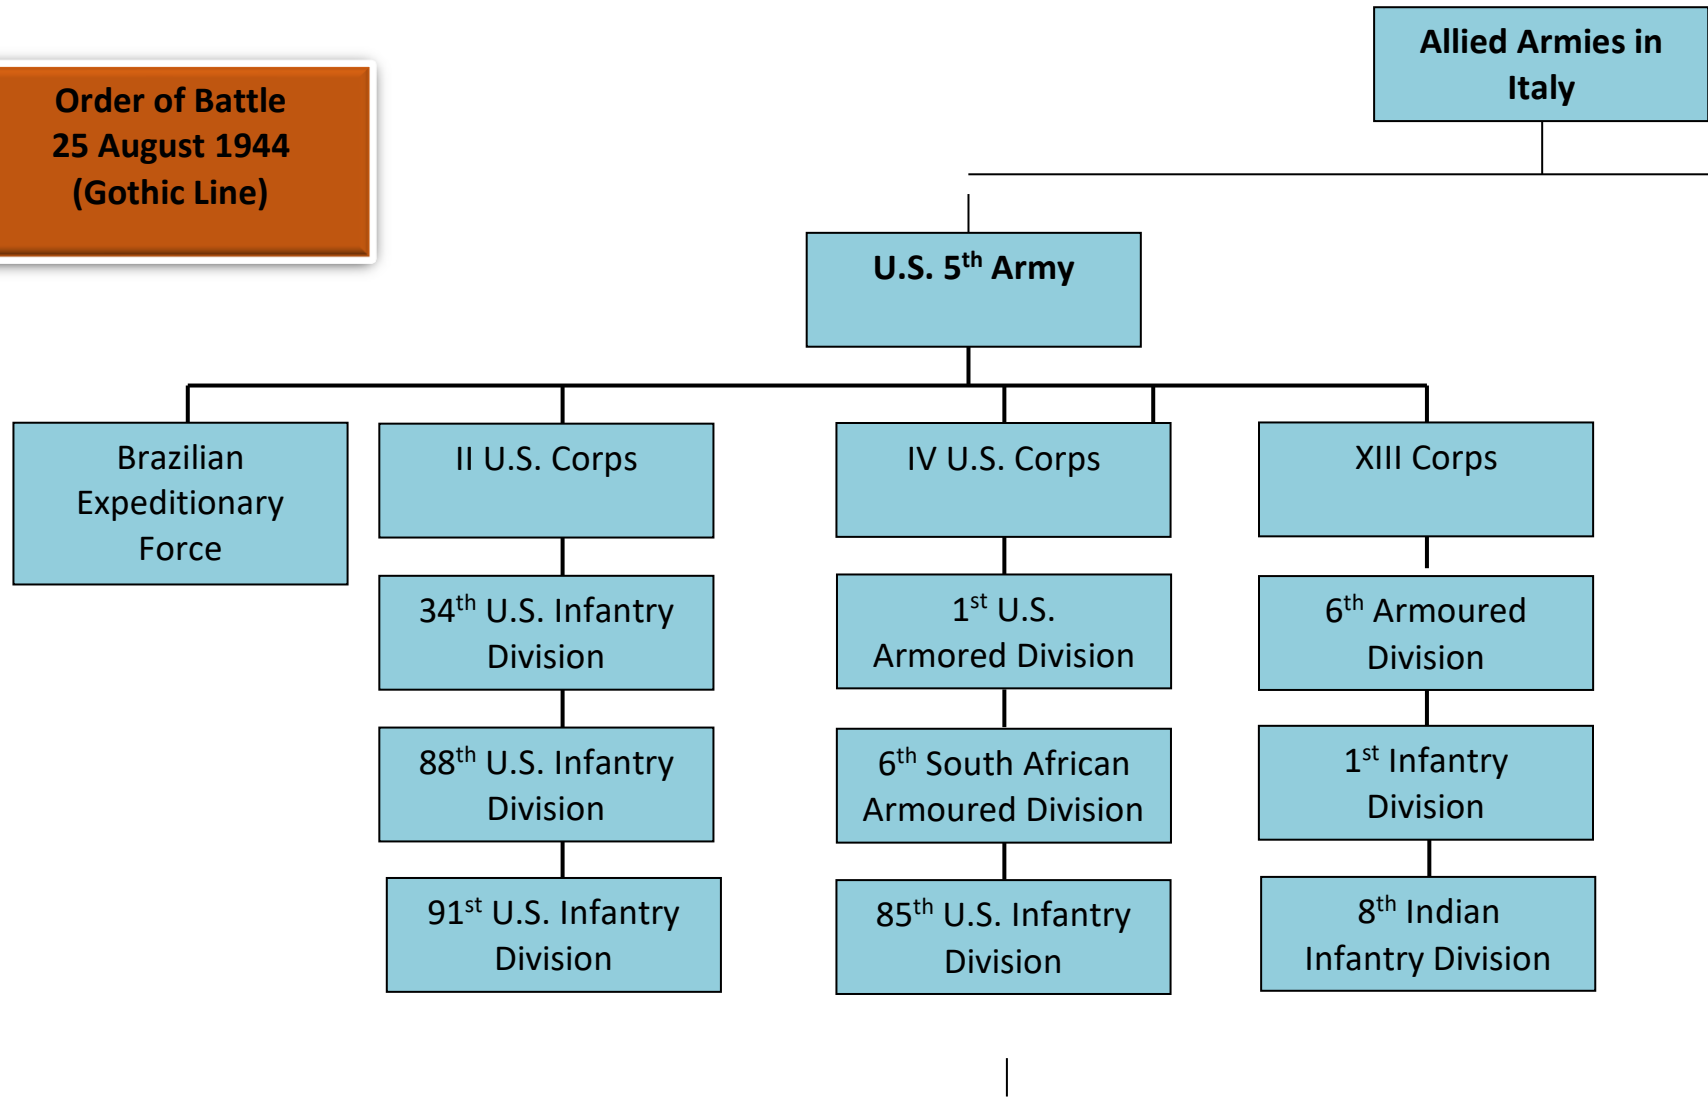 Allied Armies in
Italy
Order of Battle
25 August 1944
(Gothic Line)
U.S. 5th Army
Brazilian
Expeditionary
Force
II U.S. Corps
IV U.S. Corps
XIII Corps
34th U.S. Infantry
Division
1st U.S.
Armored Division
6th Armoured
Division
88th U.S. Infantry
Division
6th South African
Armoured Division
1st Infantry
Division
91st U.S. Infantry
Division
85th U.S. Infantry
Division
8th Indian
Infantry Division